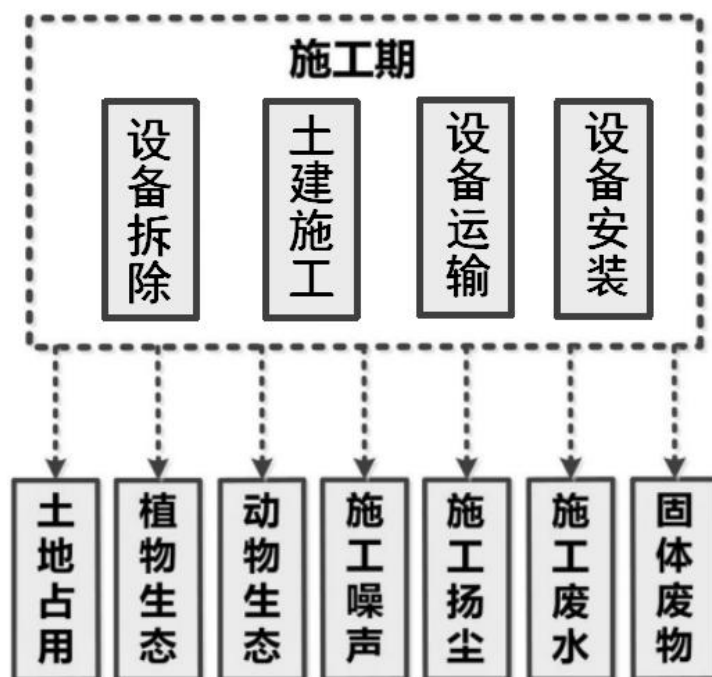 施工期
设备拆除
土建施工
设备运输
设备安装
土地占用
植物生态
动物生态
施工噪声
施工扬尘
施工废水
固体废物